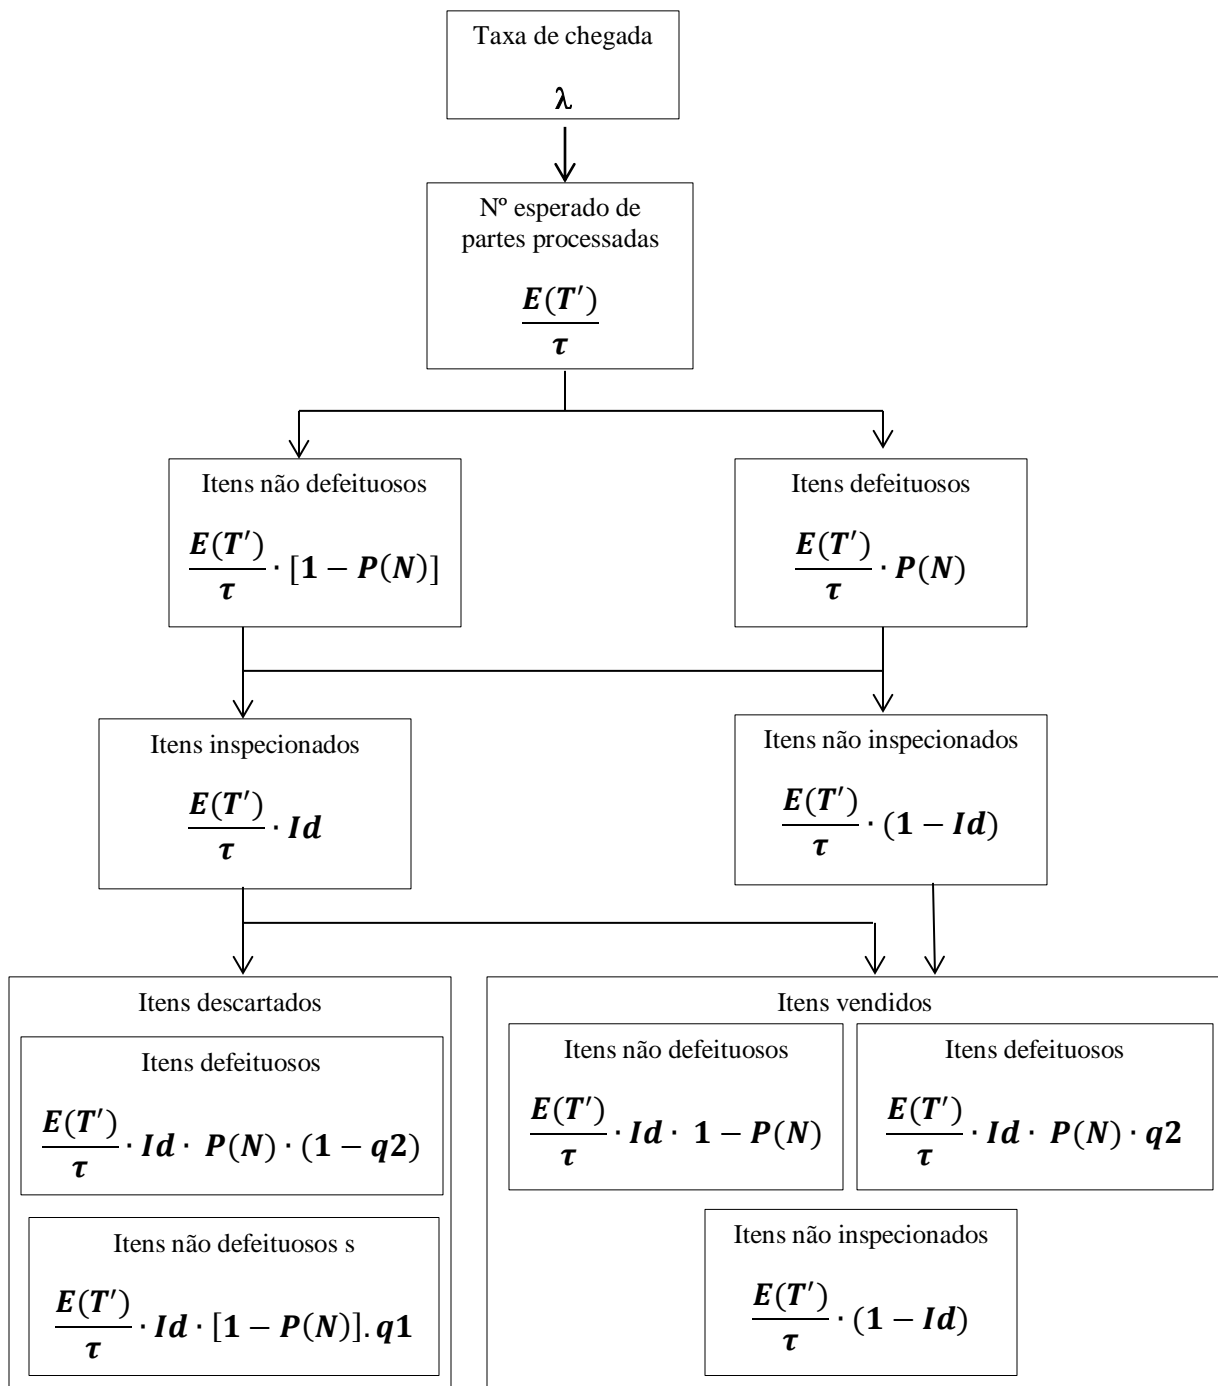 Taxa de chegada
λ
Nº esperado de
partes processadas
E(T′)
τ
Itens não defeituosos
E(T′)
τ
· [1 − P(N)]
Itens defeituosos
E(T′)
τ
· P(N)
Itens inspecionados
E(T′)
τ
· Id
Itens não inspecionados
E(T′)
τ
· (1 − Id)
Itens descartados
Itens defeituosos
E(T′)
τ
· Id · P(N) · (1 − q2)
Itens não defeituosos s
E(T′)
τ
· Id · [1 − P(N)]. q1
Itens vendidos
Itens não defeituosos
E(T′)
τ
· Id · 1 − P(N)
Itens defeituosos
E(T′)
τ
· Id · P(N) · q2
Itens não inspecionados
E(T′)
τ
· (1 − Id)